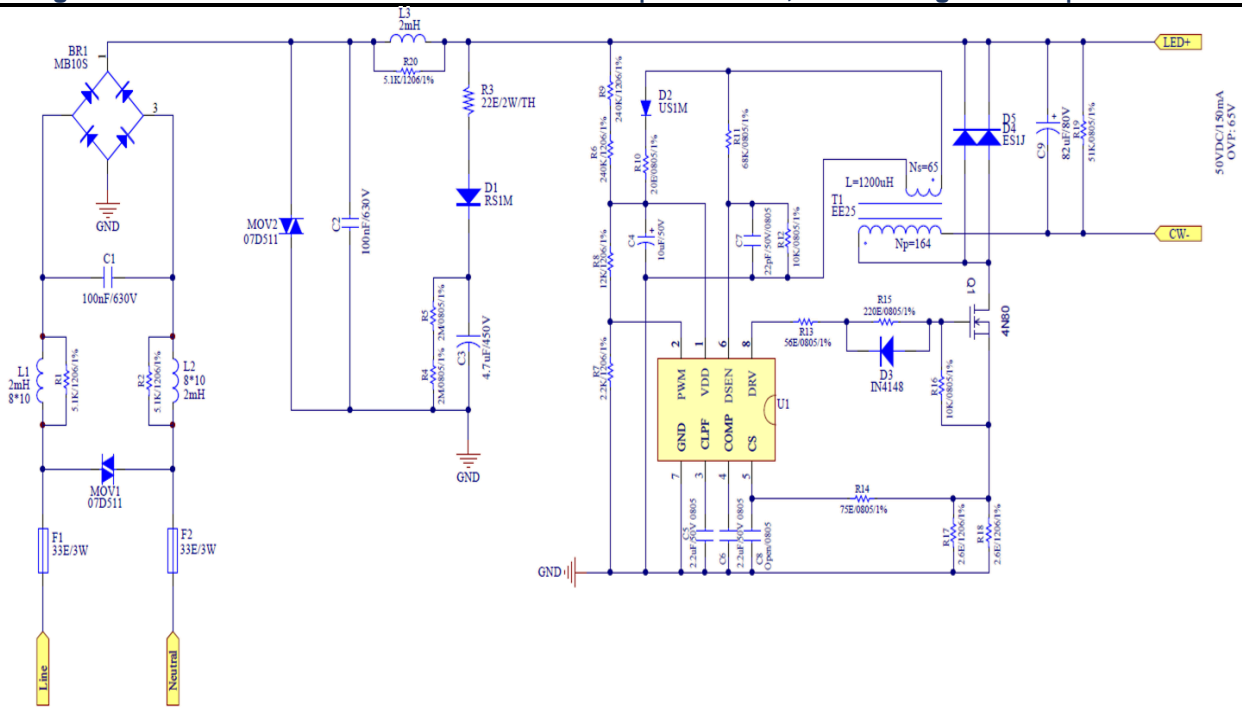 L3
2mH
R20
5.1K/1206/1%
LED+
BR1
MB10S
1
3
GND
R3
22E/2W/TH
D1
RS1M
MOV2
07D511
C2
100nF/630V
R5
2M/0805/1%
R4
2M/0805/1%
C3
4.7uF/450V
GND
R9
240K/1206/1%
R6
240K/1206/1%
D2
US1M
R10
20E/0805/1%
R11
68K/0805/1%
C4
+
10uF/50V
R8
12K/1206/1%
C7
22pF/50V/0805
R12
10K/0805/1%
Ns=65
L=1200uH
T1
EE25
Np=164
D5
D4
ES1J
C9
+
82uF/80V
R19
51K/0805/1%
50VDC/150mA
OVP: 65V
CW-
C1
100nF/630V
L1
2mH
8*10
R1
5.1K/1206/1%
R2
5.1K/1206/1%
L2
8*10
2mH
MOV1
07D511
F1
33E/3W
F2
33E/3W
Line
Neutral
Q1
4N80
R15
220E/0805/1%
R13
56E/0805/1%
D3
IN4148
R16
10K/0805/1%
R7
2.2K/1206/1%
2
1
6
8
PWM
VDD
DSEN
DRV
U1
GND
CLPF
COMP
CS
7
3
4
5
R14
75E/0805/1%
C5
2.2uF/50V 0805
C6
2.2uF/50V 0805
C8
Open/0805
R17
2.6E/1206/1%
R18
2.6E/1206/1%
GND